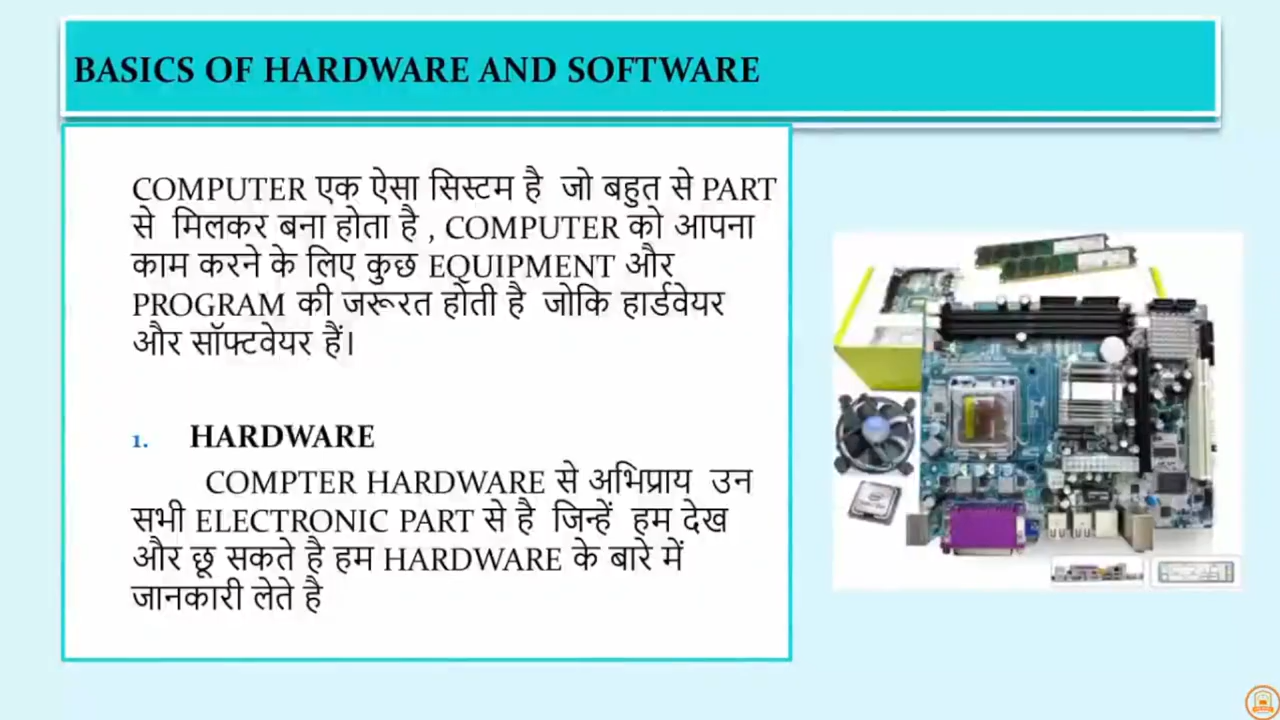 BASICS OF HARDWARE AND SOFTWARE
COMPUTER एक ऐसा सिस्टम है जो बहुत से PART
से मिलकर बना होता है , COMPUTER को आपना
काम करने के लिए कुछ EQUIPMENT और
PROGRAM की जरूरत होती है जोकि हार्डवेयर
और सॉफ्टवेयर हैं।
1. HARDWARE
COMPTER HARDWARE से अभिप्राय उन
सभी ELECTRONIC PART से है जिन्हें हम देख
और छू सकते है हम HARDWARE के बारे में
जानकारी लेते है